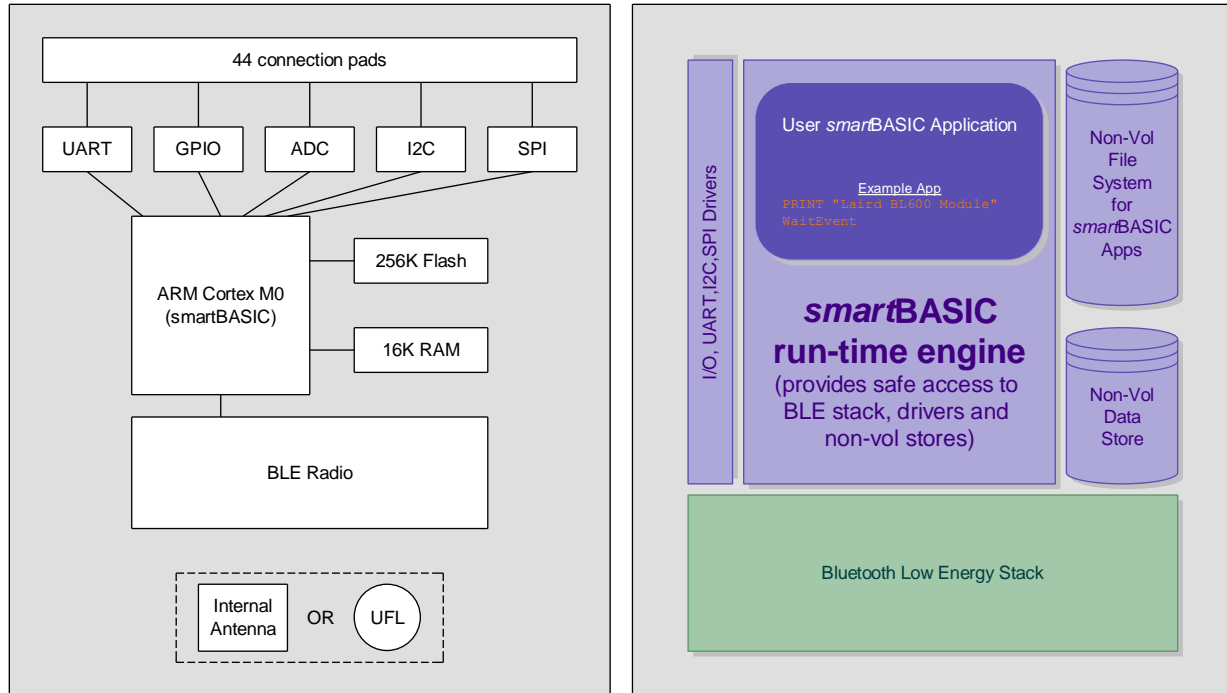 44 connection pads
UART
GPIO
ADC
I2C
SPI
ARM Cortex M0
(smartBASIC)
256K Flash
16K RAM
BLE Radio
Internal
Antenna
OR
UFL
I/O, UART,I2C,SPI Drivers
User smartBASIC Application
Example App
PRINT "Laird BL600 Module"
WaitEvent
smartBASIC
run-time engine
(provides safe access to
BLE stack, drivers and
non-vol stores)
Non-Vol
File
System
for
smartBASIC
Apps
Non-Vol
Data
Store
Bluetooth Low Energy Stack